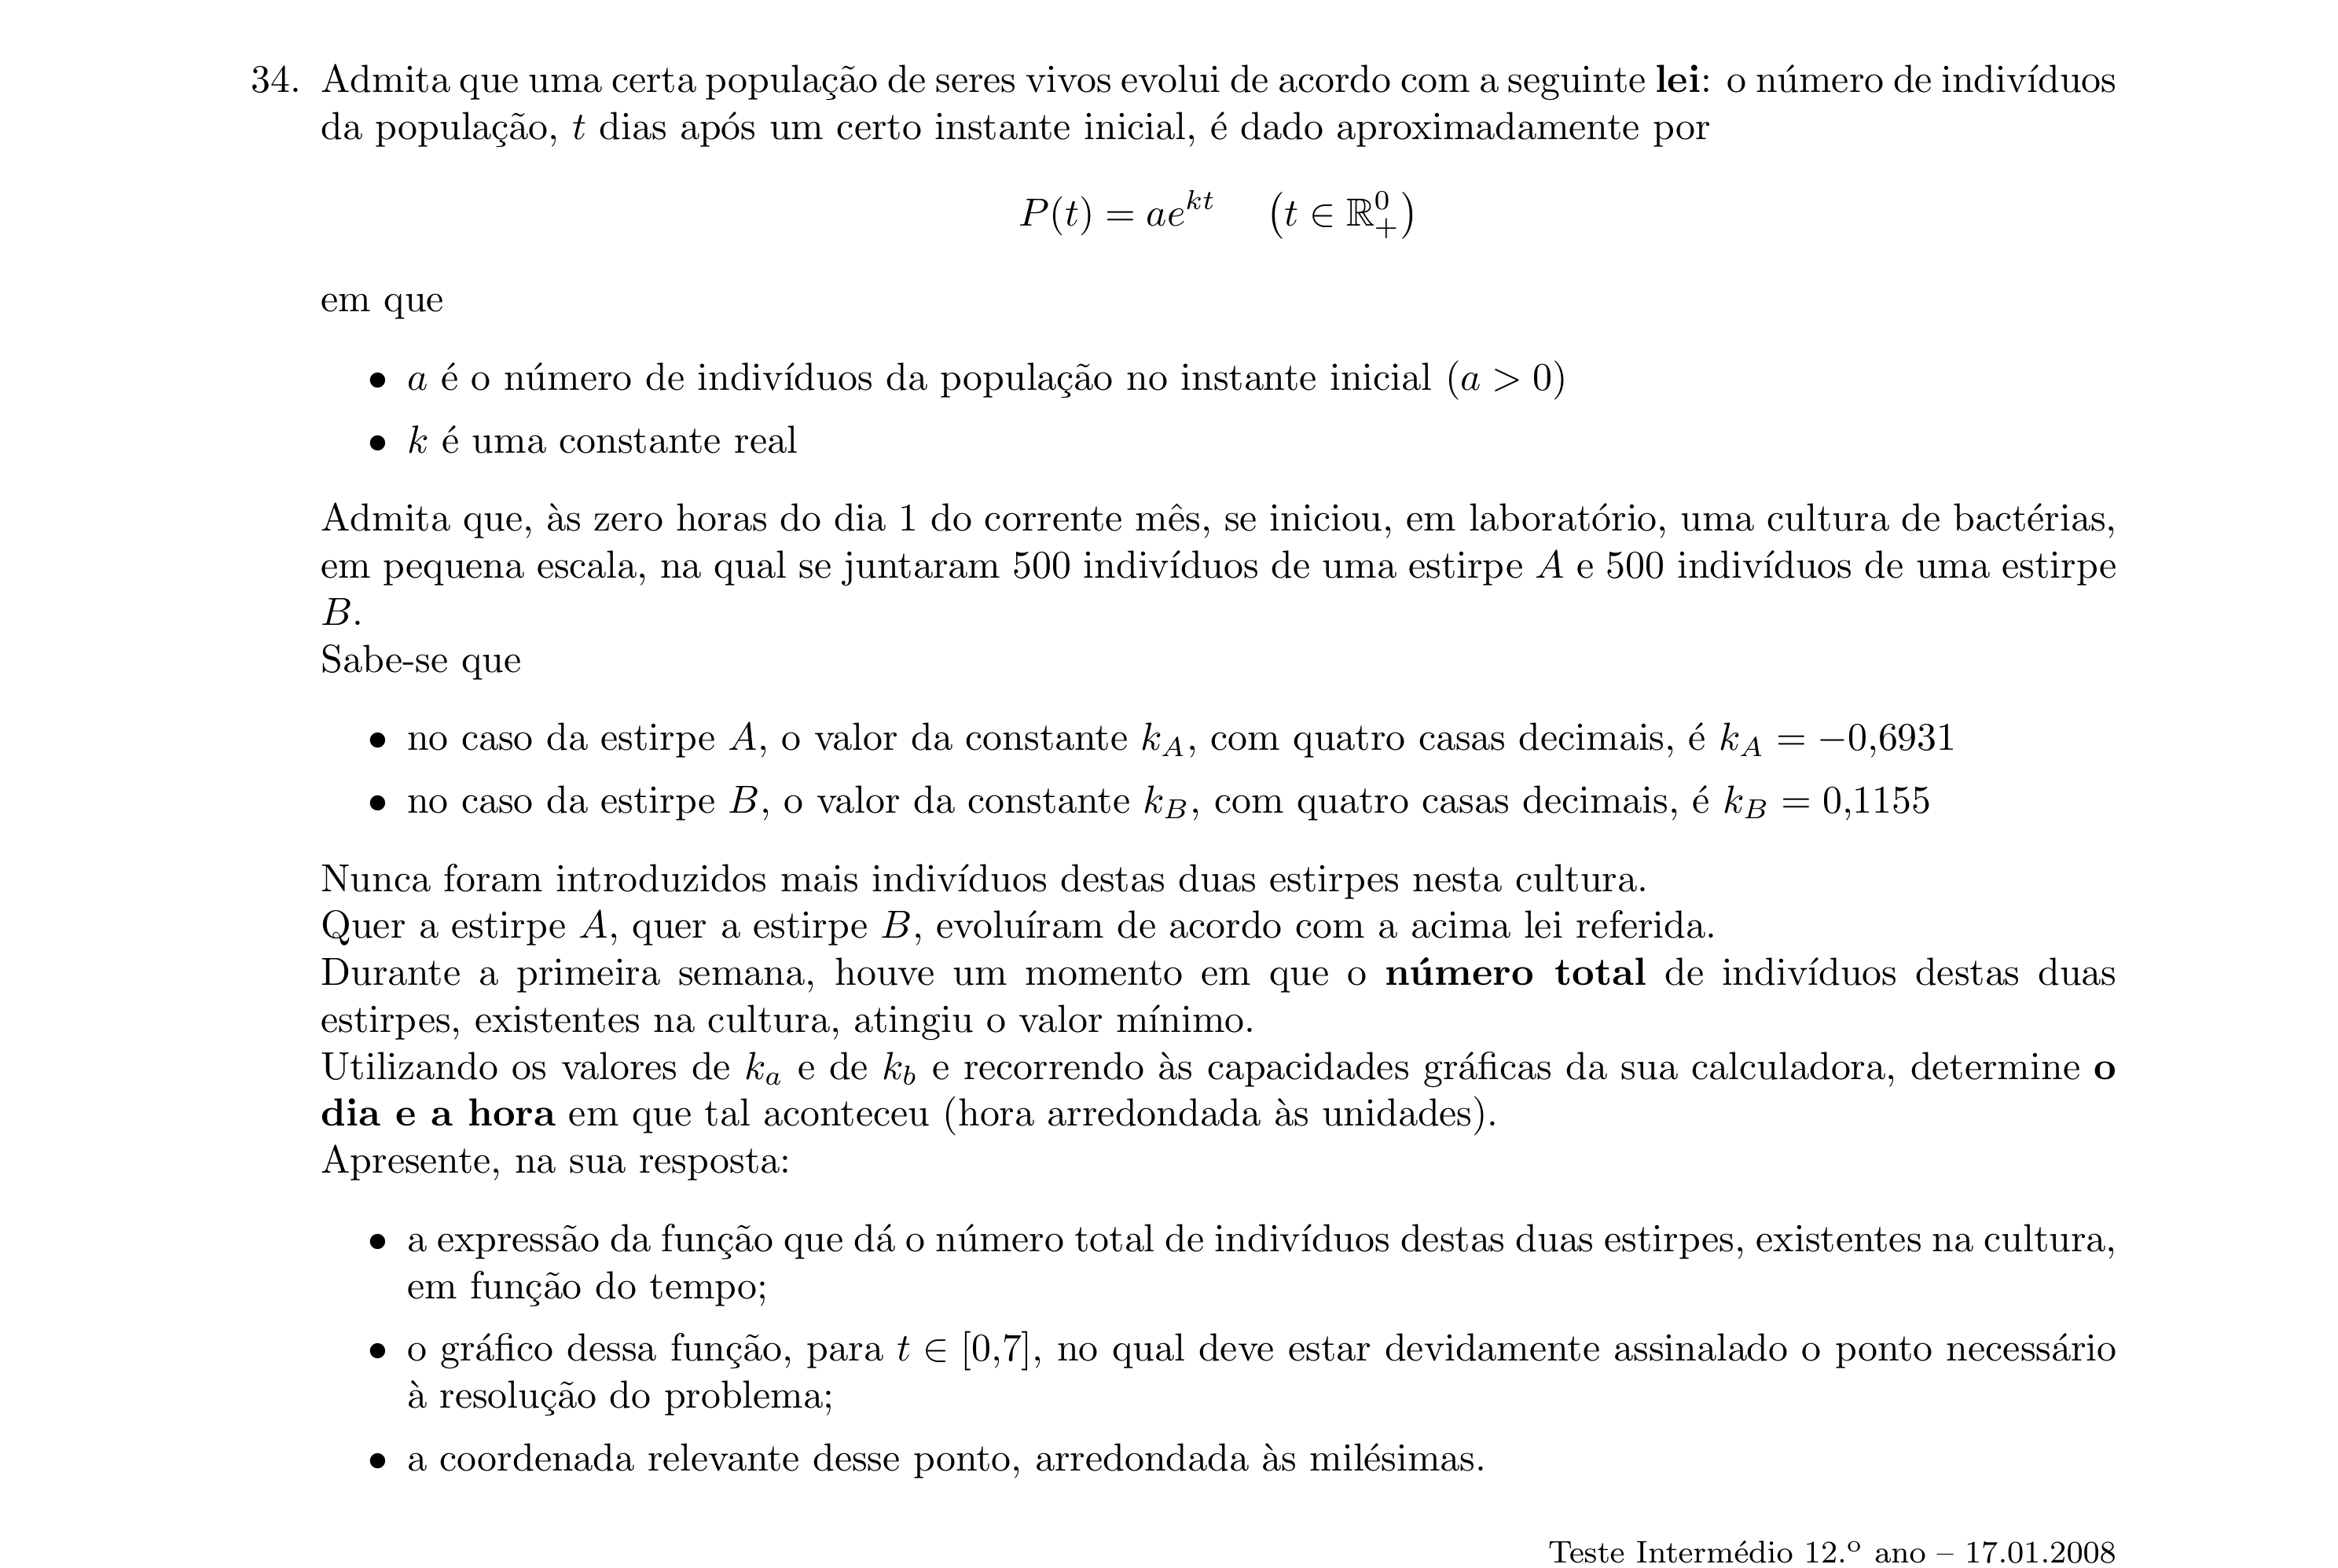 34. Admita que uma certa população de seres vivos evolui de acordo com a seguinte lei: o número de indivíduos
da população, t dias após um certo instante inicial, é dado aproximadamente por
P(t) = ae^{kt} (t ∈ ℝ_+^0)
em que
• a é o número de indivíduos da população no instante inicial (a > 0)
• k é uma constante real
Admita que, às zero horas do dia 1 do corrente mês, se iniciou, em laboratório, uma cultura de bactérias,
em pequena escala, na qual se juntaram 500 indivíduos de uma estirpe A e 500 indivíduos de uma estirpe
B.
Sabe-se que
• no caso da estirpe A, o valor da constante k_A, com quatro casas decimais, é k_A = −0,6931
• no caso da estirpe B, o valor da constante k_B, com quatro casas decimais, é k_B = 0,1155
Nunca foram introduzidos mais indivíduos destas duas estirpes nesta cultura.
Quer a estirpe A, quer a estirpe B, evoluíram de acordo com a acima lei referida.
Durante a primeira semana, houve um momento em que o número total de indivíduos destas duas
estirpes, existentes na cultura, atingiu o valor mínimo.
Utilizando os valores de k_a e de k_b e recorrendo às capacidades gráficas da sua calculadora, determine o
dia e a hora em que tal aconteceu (hora arredondada às unidades).
Apresente, na sua resposta:
• a expressão da função que dá o número total de indivíduos destas duas estirpes, existentes na cultura,
em função do tempo;
• o gráfico dessa função, para t ∈ [0,7], no qual deve estar devidamente assinalado o ponto necessário
à resolução do problema;
• a coordenada relevante desse ponto, arredondada às milésimas.
Teste Intermédio 12.º ano – 17.01.2008